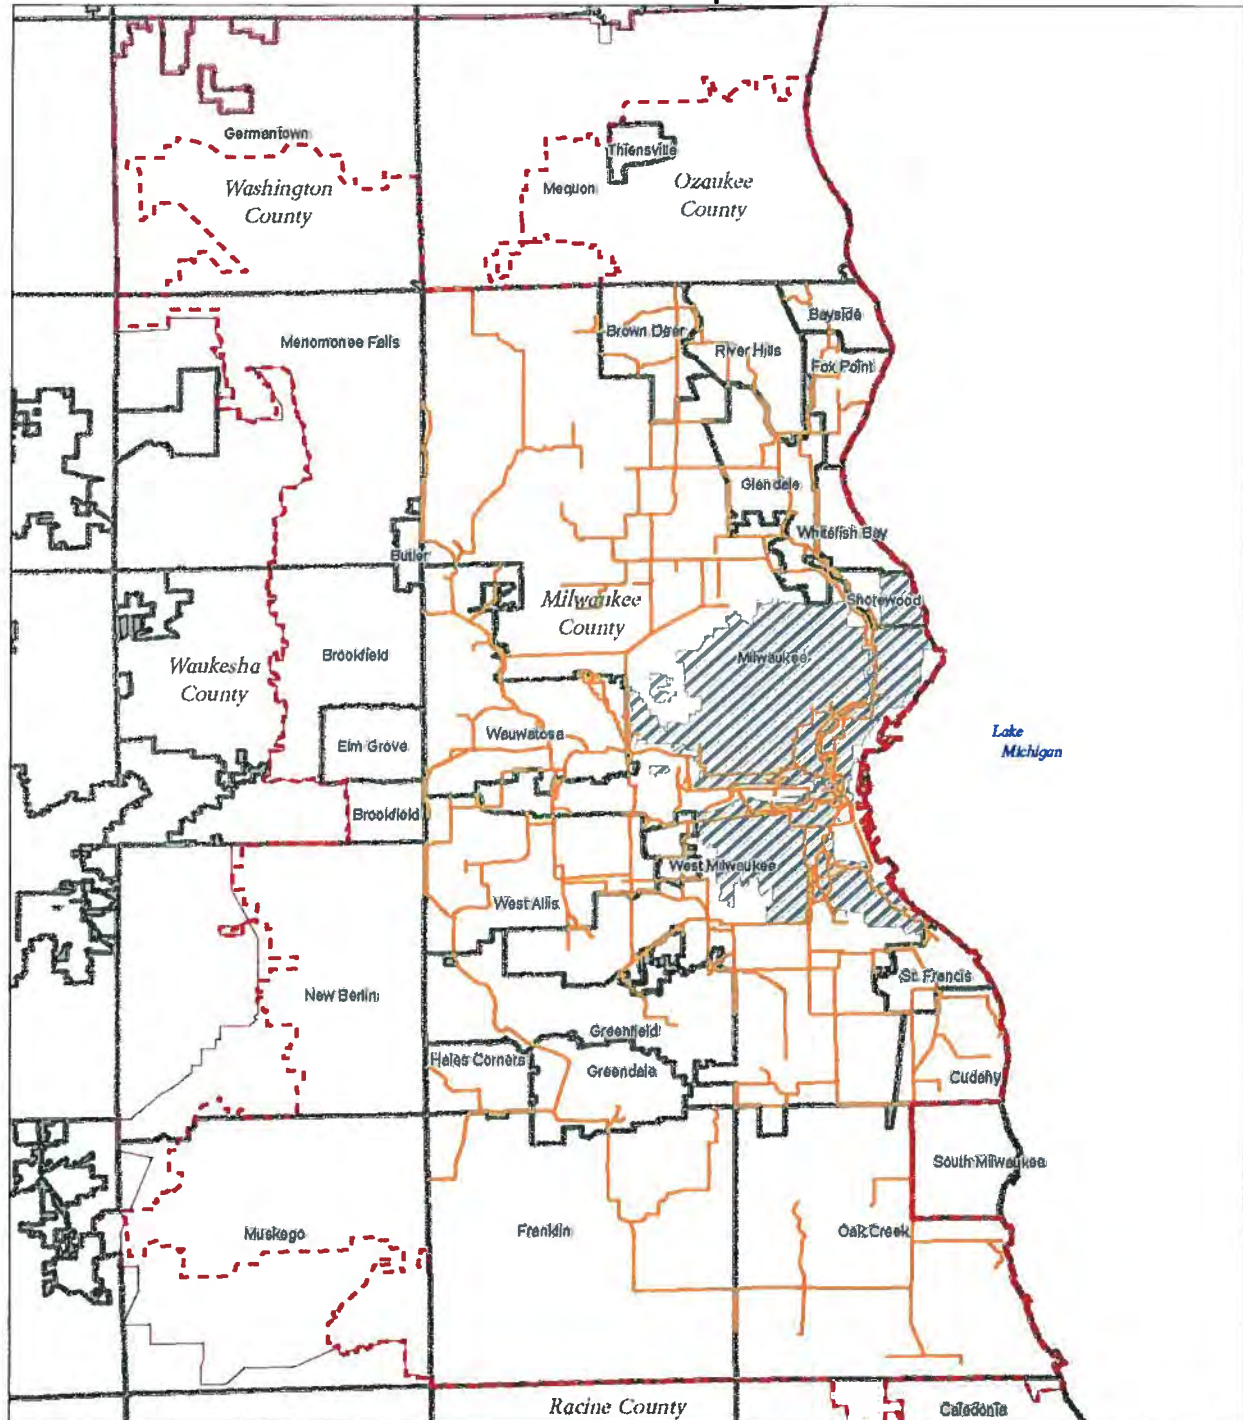 Germantown
Thiensville
Washington
County
Mequon
Ozaukee
County
Bayside
Brown Deer
Menomonee Falls
River Hills
Fox Point
Glendale
Whitefish Bay
Butler
Milwaukee
County
Shorewood
Brookfield
Milwaukee
Waukesha
County
Wauwatosa
Elm Grove
Lake
Michigan
Brookfield
West Milwaukee
West Allis
St. Francis
New Berlin
Greenfield
Hales Corners
Greendale
Cudahy
South Milwaukee
Muskego
Franklin
Oak Creek
Racine County
Caledonia